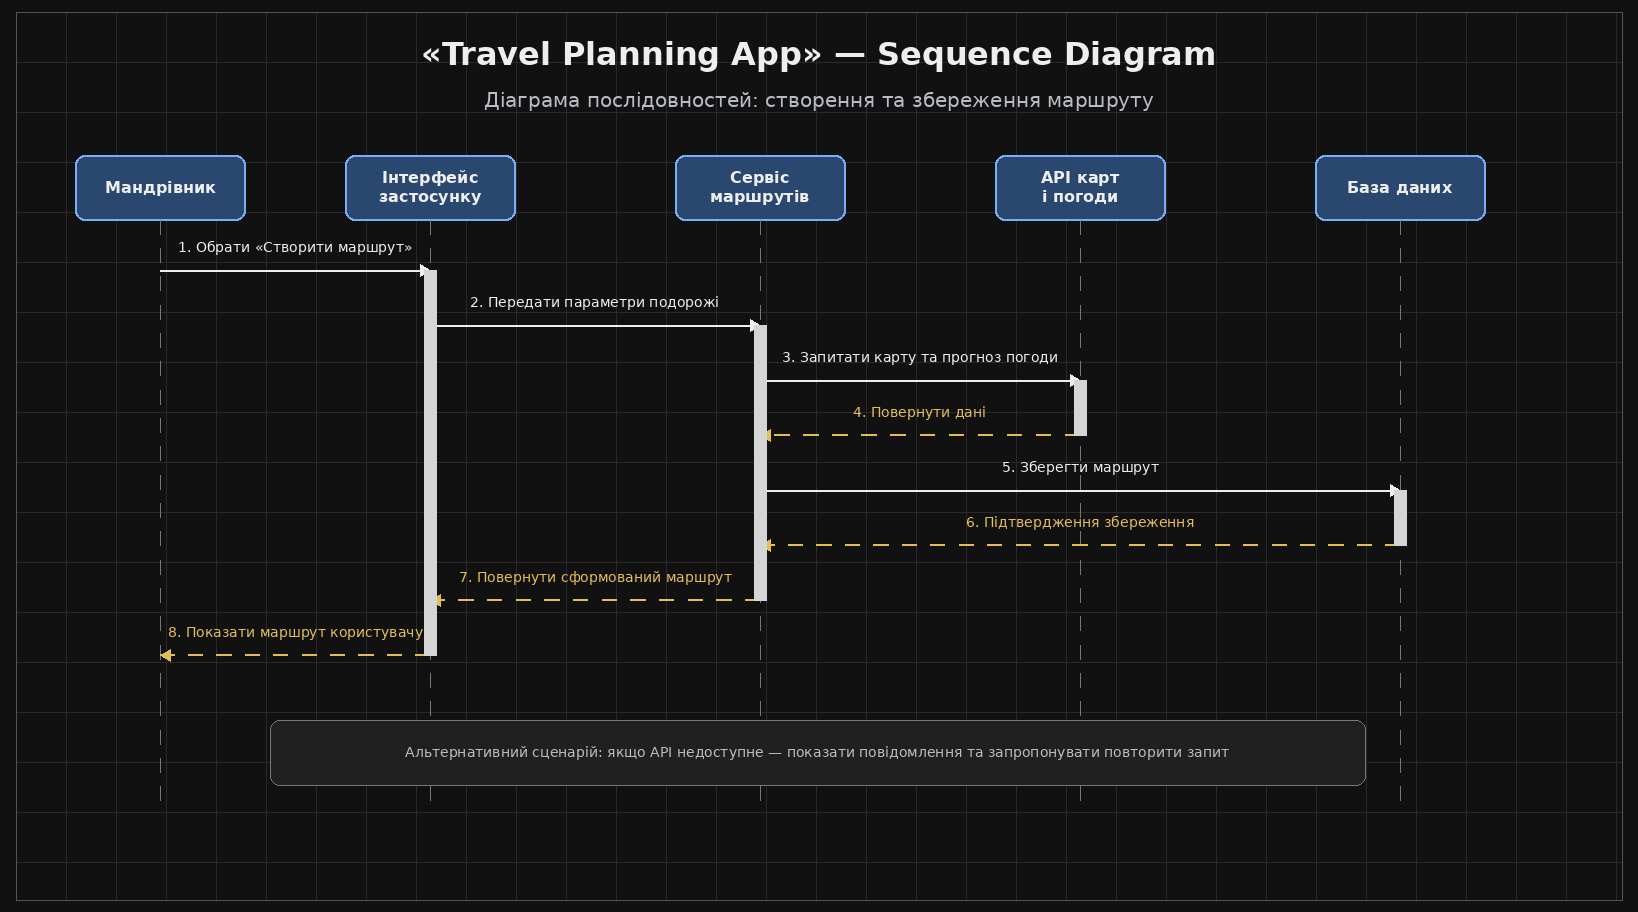 «Travel Planning App» — Sequence Diagram
Діаграма послідовностей: створення та збереження маршруту
Мандрівник
Інтерфейс
застосунку
Сервіс
маршрутів
API карт
і погоди
База даних
1. Обрати «Створити маршрут»
2. Передати параметри подорожі
3. Запитати карту та прогноз погоди
4. Повернути дані
5. Зберегти маршрут
6. Підтвердження збереження
7. Повернути сформований маршрут
8. Показати маршрут користувачу
Альтернативний сценарій: якщо API недоступне — показати повідомлення та запропонувати повторити запит